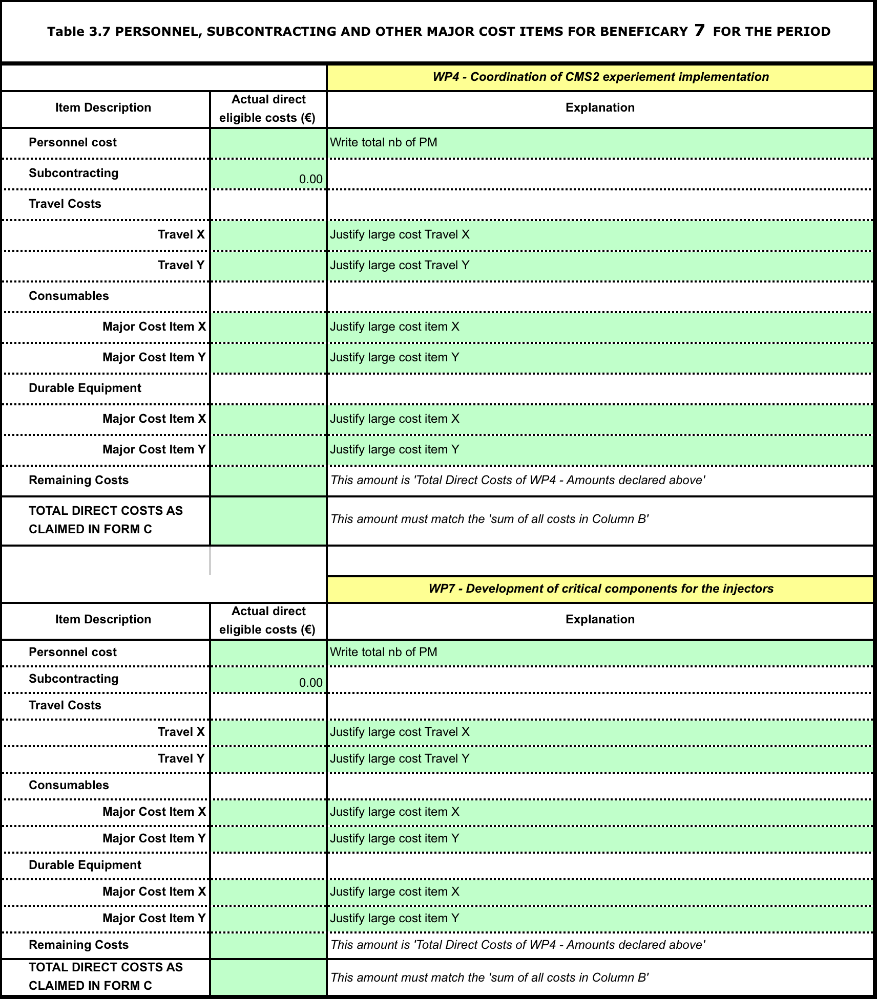 Table 3.7 PERSONNEL, SUBCONTRACTING AND OTHER MAJOR COST ITEMS FOR BENEFICARY 7 FOR THE PERIOD
WP4 - Coordination of CMS2 experiement implementation
Item Description
Actual direct
eligible costs (€)
Explanation
Personnel cost
Write total nb of PM
Subcontracting
0.00
Travel Costs
Travel X
Justify large cost Travel X
Travel Y
Justify large cost Travel Y
Consumables
Major Cost Item X
Justify large cost item X
Major Cost Item Y
Justify large cost item Y
Durable Equipment
Major Cost Item X
Justify large cost item X
Major Cost Item Y
Justify large cost item Y
Remaining Costs
This amount is 'Total Direct Costs of WP4 - Amounts declared above'
TOTAL DIRECT COSTS AS
CLAIMED IN FORM C
This amount must match the 'sum of all costs in Column B'
WP7 - Development of critical components for the injectors
Item Description
Actual direct
eligible costs (€)
Explanation
Personnel cost
Write total nb of PM
Subcontracting
0.00
Travel Costs
Travel X
Justify large cost Travel X
Travel Y
Justify large cost Travel Y
Consumables
Major Cost Item X
Justify large cost item X
Major Cost Item Y
Justify large cost item Y
Durable Equipment
Major Cost Item X
Justify large cost item X
Major Cost Item Y
Justify large cost item Y
Remaining Costs
This amount is 'Total Direct Costs of WP4 - Amounts declared above'
TOTAL DIRECT COSTS AS
CLAIMED IN FORM C
This amount must match the 'sum of all costs in Column B'